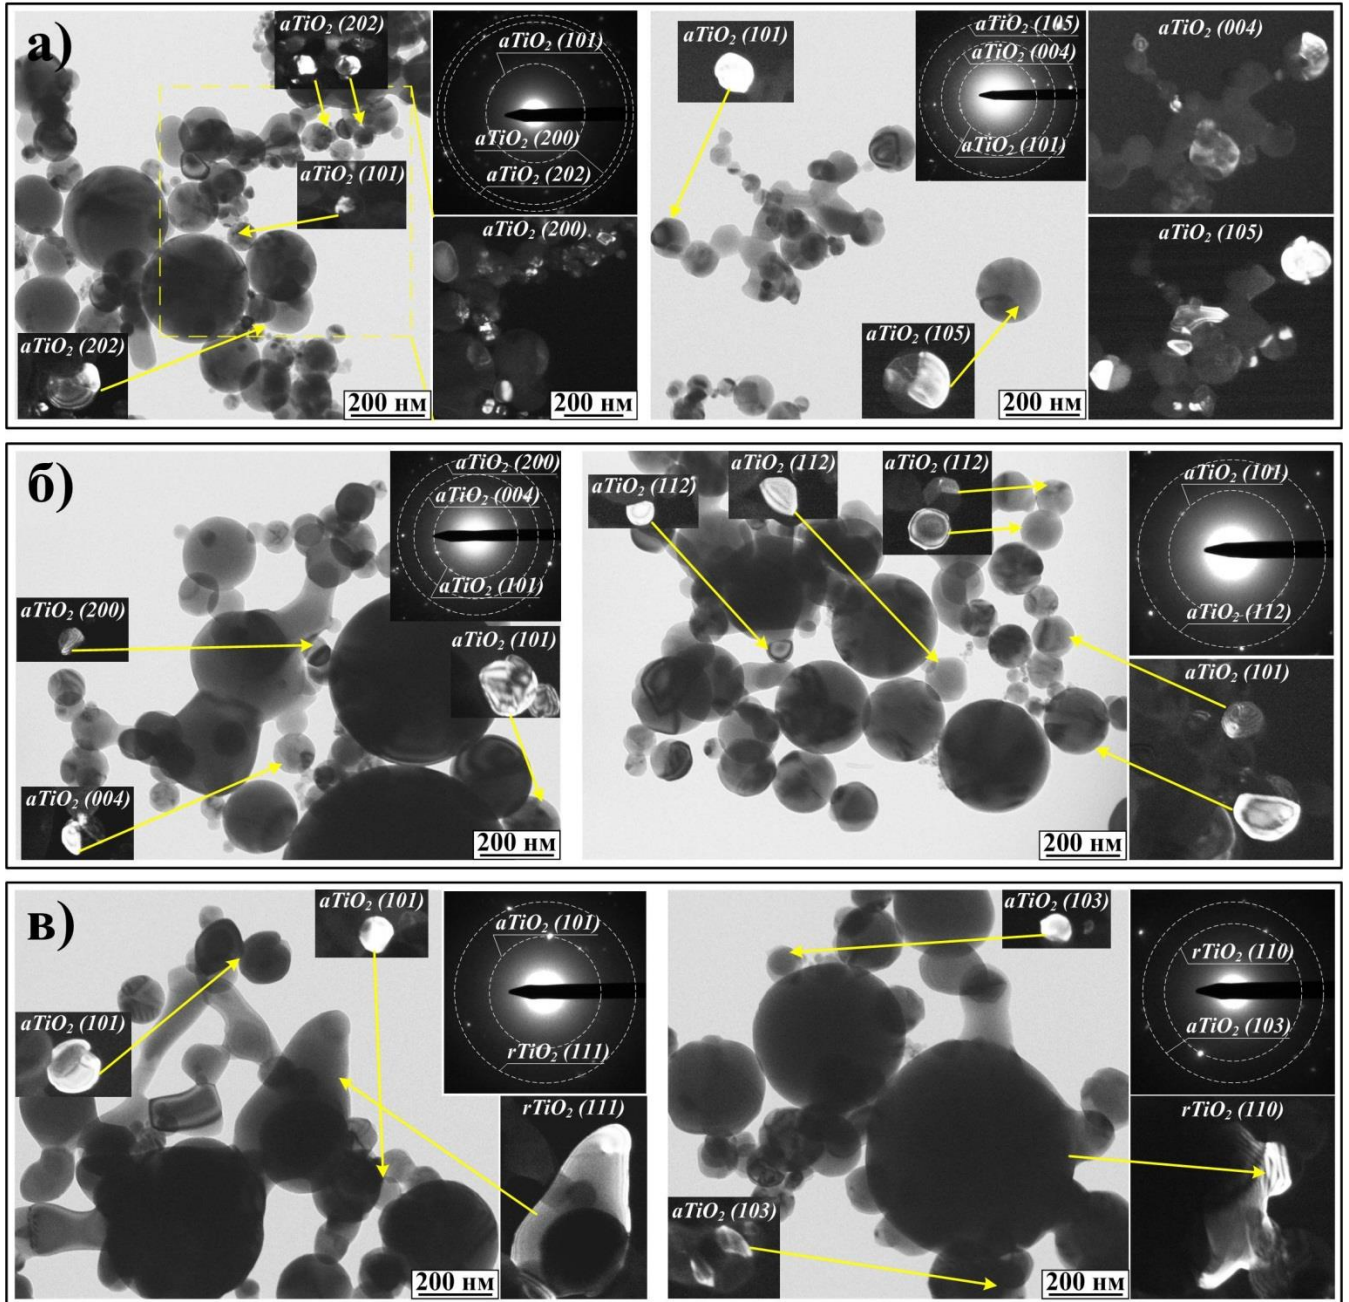 а)
aTiO₂ (202)
aTiO₂ (101)
aTiO₂ (202)
200 нм
aTiO₂ (101)
aTiO₂ (200)
aTiO₂ (202)
aTiO₂ (200)
200 нм
aTiO₂ (101)
aTiO₂ (105)
200 нм
aTiO₂ (105)
aTiO₂ (004)
aTiO₂ (101)
aTiO₂ (004)
aTiO₂ (105)
б)
aTiO₂ (200)
aTiO₂ (004)
aTiO₂ (200)
aTiO₂ (004)
aTiO₂ (101)
aTiO₂ (101)
200 нм
aTiO₂ (112)
aTiO₂ (112)
aTiO₂ (112)
200 нм
aTiO₂ (101)
aTiO₂ (112)
aTiO₂ (101)
в)
aTiO₂ (101)
aTiO₂ (101)
200 нм
aTiO₂ (101)
rTiO₂ (111)
rTiO₂ (111)
aTiO₂ (103)
aTiO₂ (103)
200 нм
rTiO₂ (110)
aTiO₂ (103)
rTiO₂ (110)